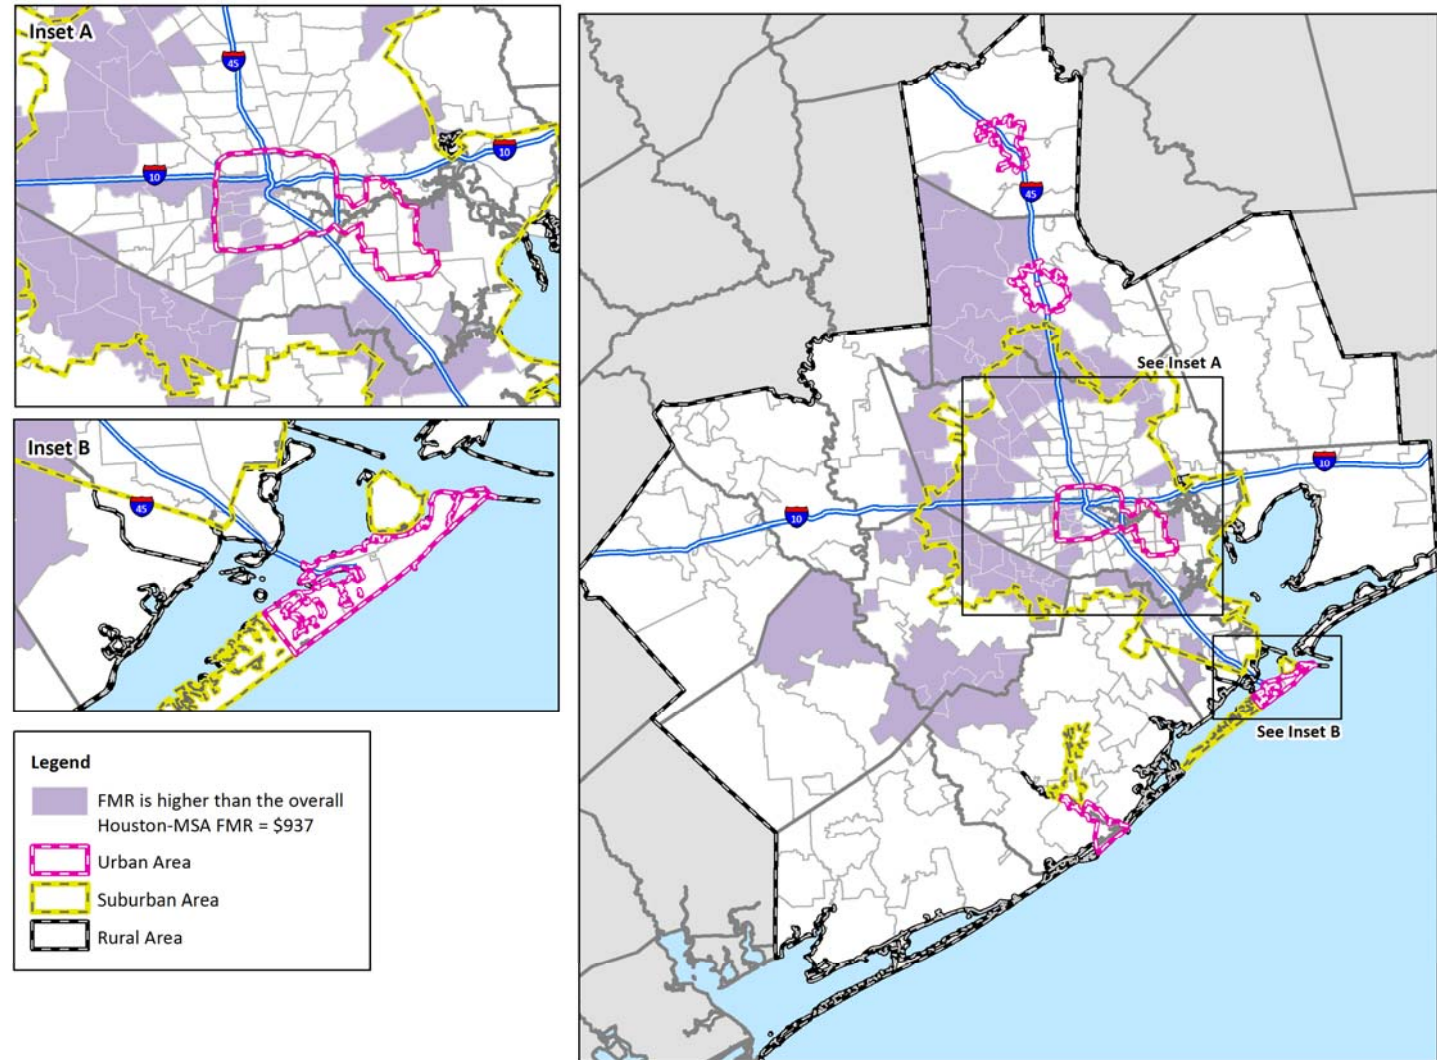 Inset A
45
10
10
Inset B
45
Legend
FMR is higher than the overall
Houston-MSA FMR = $937
Urban Area
Suburban Area
Rural Area
45
See Inset A
10
10
See Inset B